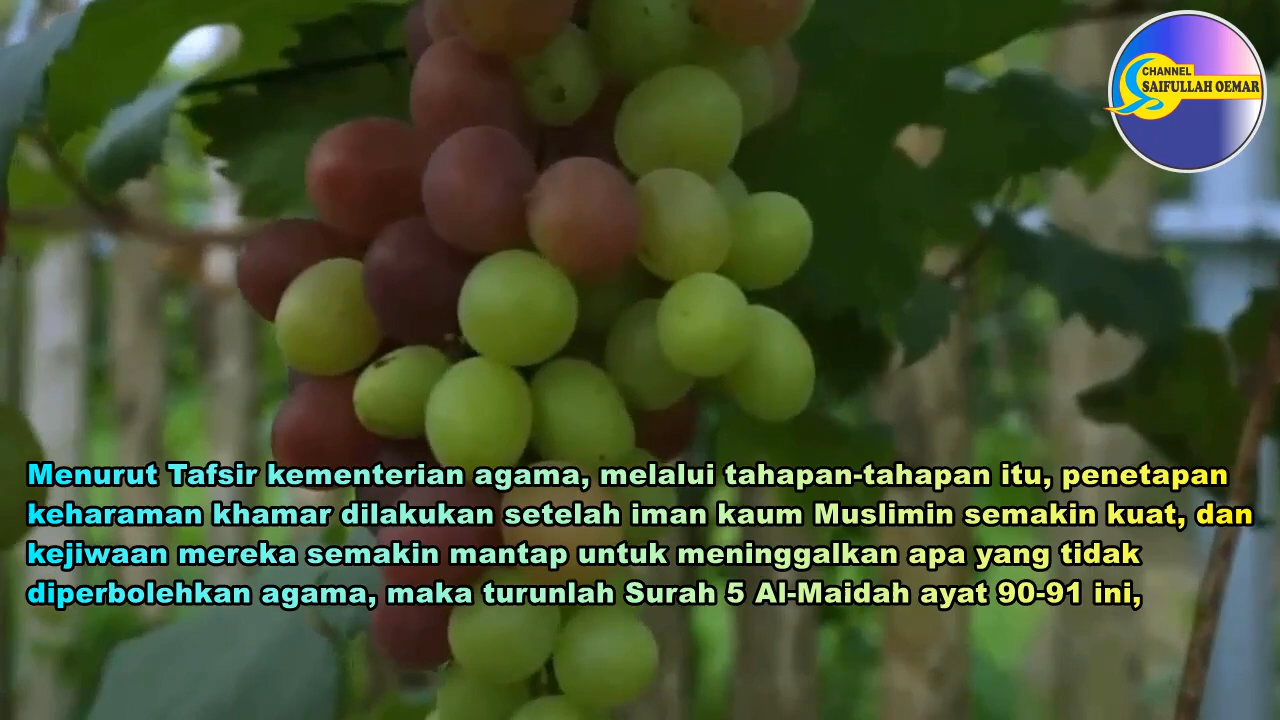 CHANNEL
SAIFULLAH OEMAR
Menurut Tafsir kementerian agama, melalui tahapan-tahapan itu, penetapan
keharaman khamar dilakukan setelah iman kaum Muslimin semakin kuat, dan
kejiwaan mereka semakin mantap untuk meninggalkan apa yang tidak
diperbolehkan agama, maka turunlah Surah 5 Al-Maidah ayat 90-91 ini,